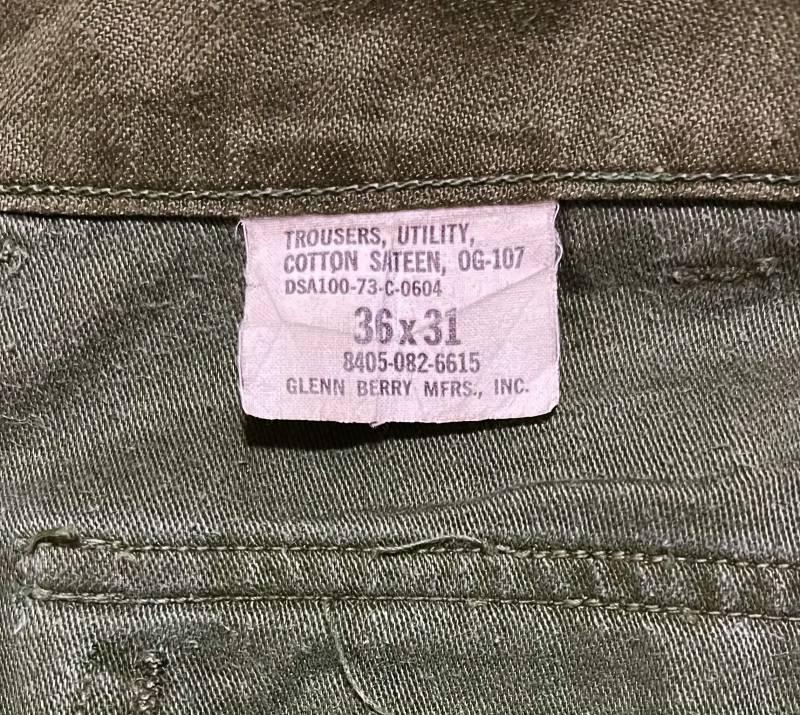 TROUSERS, UTILITY,
COTTON SATEEN, OG-107
DSA100-73-C-0604
36x31
8405-082-6615
GLENN BERRY MFRS., INC.